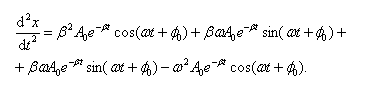 d²x/dt² = β²A₀e^(-βt) cos(ωt + ϕ₀) + βωA₀e^(-βt) sin( ωt + ϕ₀) +
+ βωA₀e^(-βt) sin( ωt + ϕ₀) − ω²A₀e^(-βt) cos(ωt + ϕ₀).